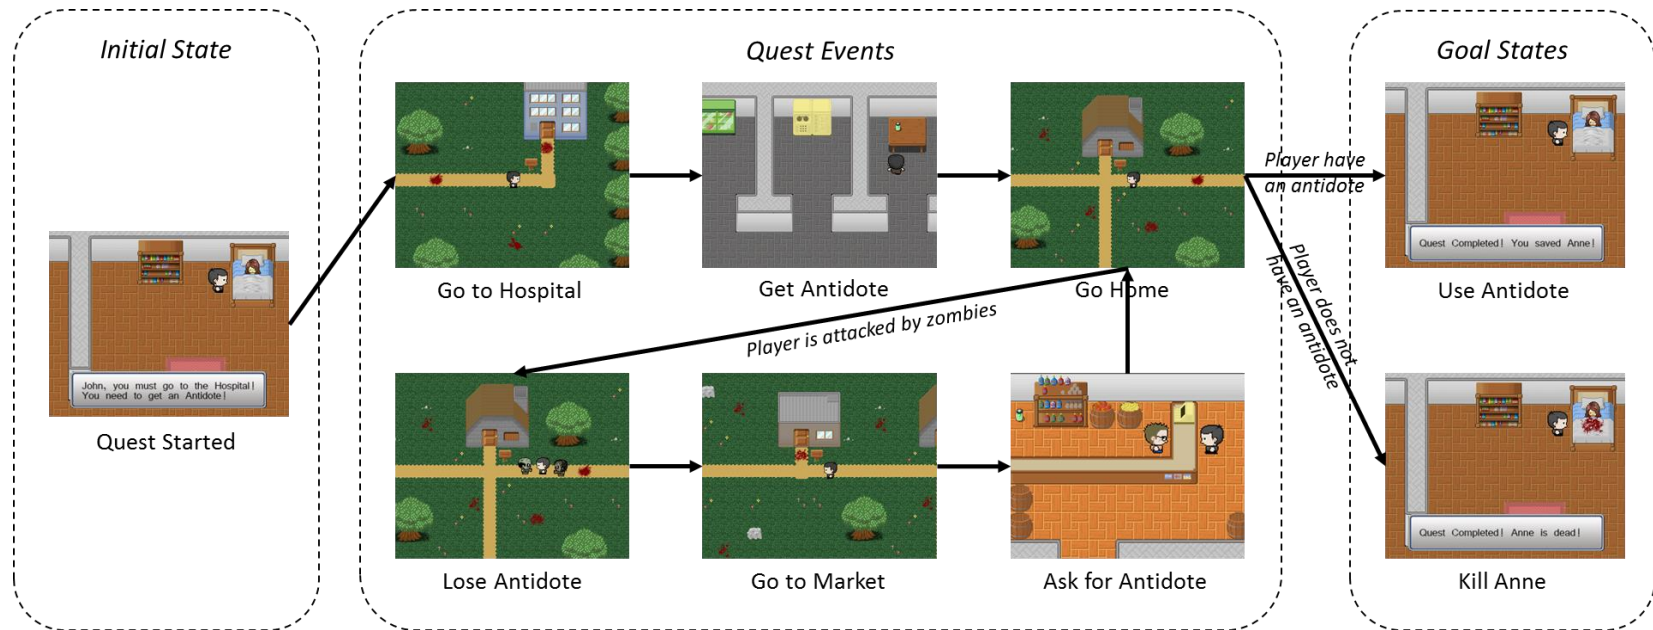 Initial State
Quest Events
Goal States
John, you must go to the Hospital!
You need to get an Antidote!
Quest Started
Go to Hospital
Get Antidote
Go Home
Player is attacked by zombies
Lose Antidote
Go to Market
Ask for Antidote
Player have
an antidote
Player does not
have an antidote
Quest Completed! You saved Anne!
Use Antidote
Quest Completed! Anne is dead!
Kill Anne